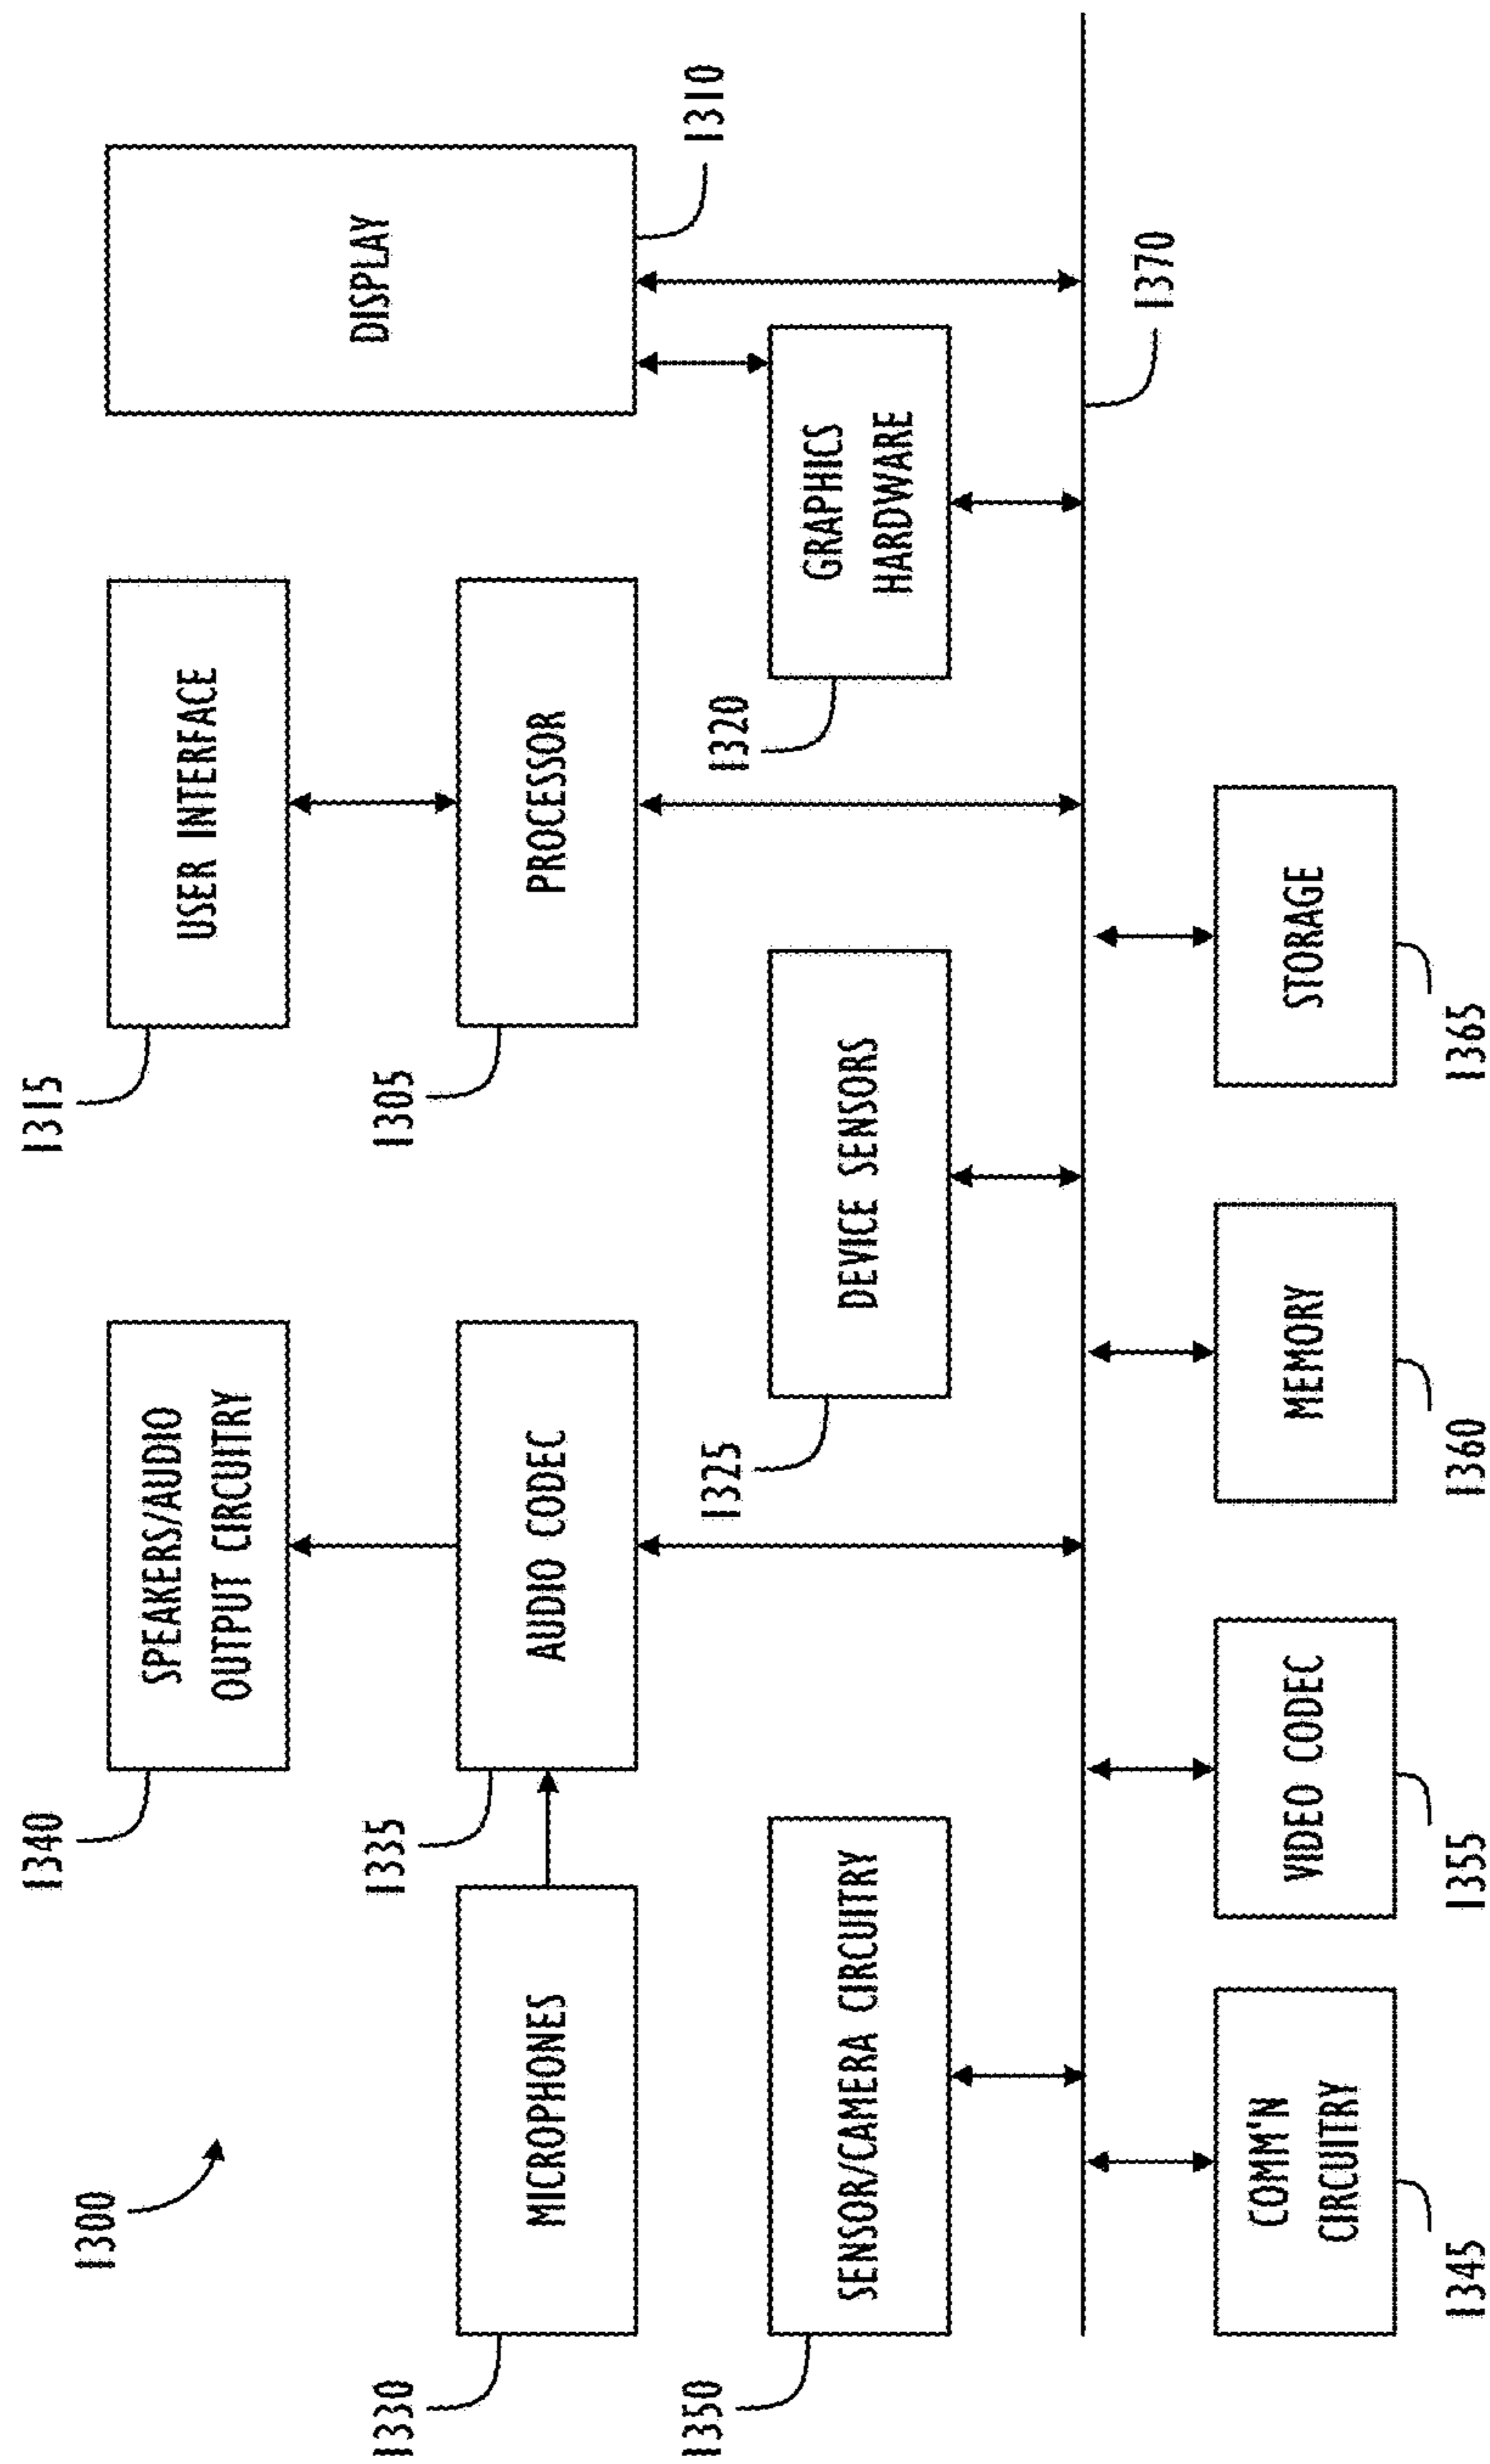 1300
1340
SPEAKERS/AUDIO
OUTPUT CIRCUITRY
1315
USER INTERFACE
DISPLAY
1310
1330
MICROPHONES
1335
AUDIO CODEC
1305
PROCESSOR
1350
SENSOR/CAMERA CIRCUITRY
1325
DEVICE SENSORS
1320
GRAPHICS
HARDWARE
1370
COMM'N
CIRCUITRY
1345
VIDEO CODEC
1355
MEMORY
1360
STORAGE
1365